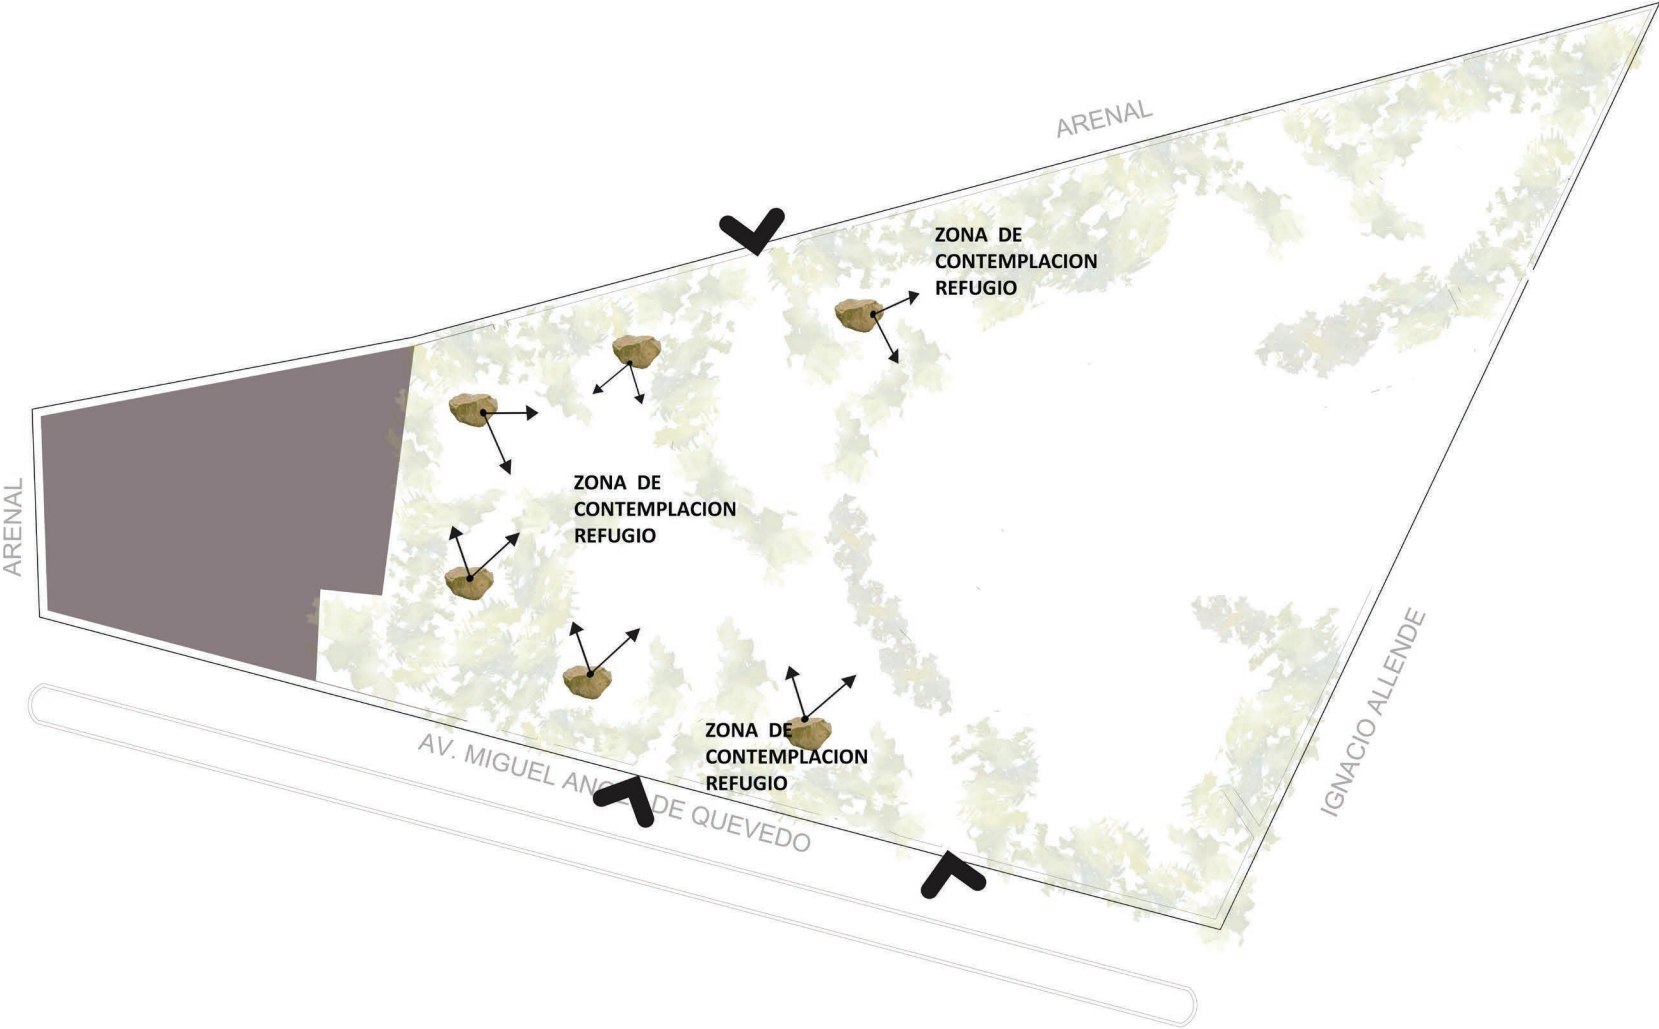 ARENAL
ZONA DE
CONTEMPLACION
REFUGIO
ARENAL
ZONA DE
CONTEMPLACION
REFUGIO
IGNACIO ALLENDE
ZONA DE
CONTEMPLACION
REFUGIO
AV. MIGUEL ANGEL DE QUEVEDO